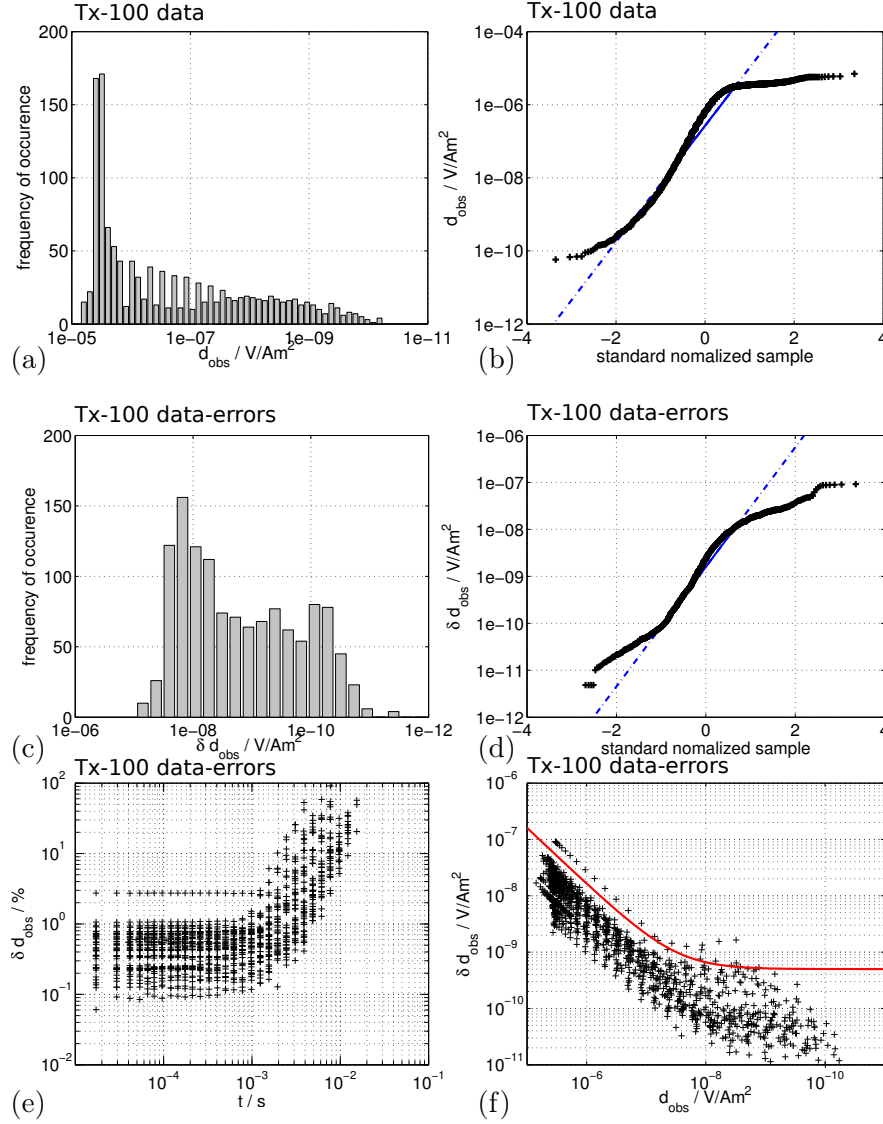 Tx-100 data
200
150
100
50
0
frequency of occurence
1e-05 1e-07 1e-09 1e-11
d_obs / V/Am²
(a)
Tx-100 data
1e-04
1e-06
1e-08
1e-10
1e-12
d_obs / V/Am²
−4 −2 0 2 4
standard nomalized sample
(b)
Tx-100 data-errors
200
150
100
50
0
frequency of occurence
1e-06 1e-08 1e-10 1e-12
δ d_obs / V/Am²
(c)
Tx-100 data-errors
1e-06
1e-07
1e-08
1e-09
1e-10
1e-11
1e-12
δ d_obs / V/Am²
−4 −2 0 2 4
standard nomalized sample
(d)
Tx-100 data-errors
10²
10¹
10⁰
10⁻¹
10⁻²
δ d_obs / %
10⁻⁴ 10⁻³ 10⁻² 10⁻¹
t / s
(e)
Tx-100 data-errors
10⁻⁶
10⁻⁷
10⁻⁸
10⁻⁹
10⁻¹⁰
10⁻¹¹
δ d_obs / V/Am²
10⁻⁶ 10⁻⁸ 10⁻¹⁰
d_obs / V/Am²
(f)